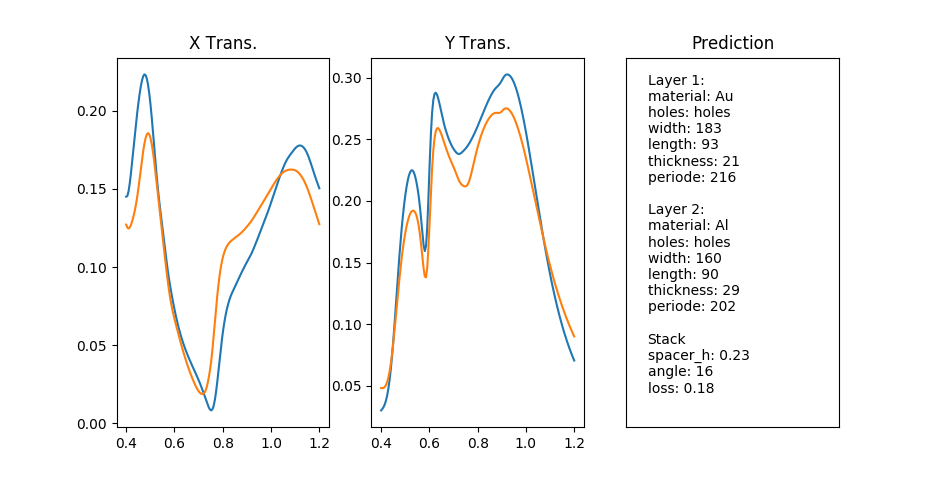 X Trans.
0.20
0.15
0.10
0.05
0.00
0.4 0.6 0.8 1.0 1.2
Y Trans.
0.30
0.25
0.20
0.15
0.10
0.05
0.4 0.6 0.8 1.0 1.2
Prediction
Layer 1:
material: Au
holes: holes
width: 183
length: 93
thickness: 21
periode: 216
Layer 2:
material: Al
holes: holes
width: 160
length: 90
thickness: 29
periode: 202
Stack
spacer_h: 0.23
angle: 16
loss: 0.18